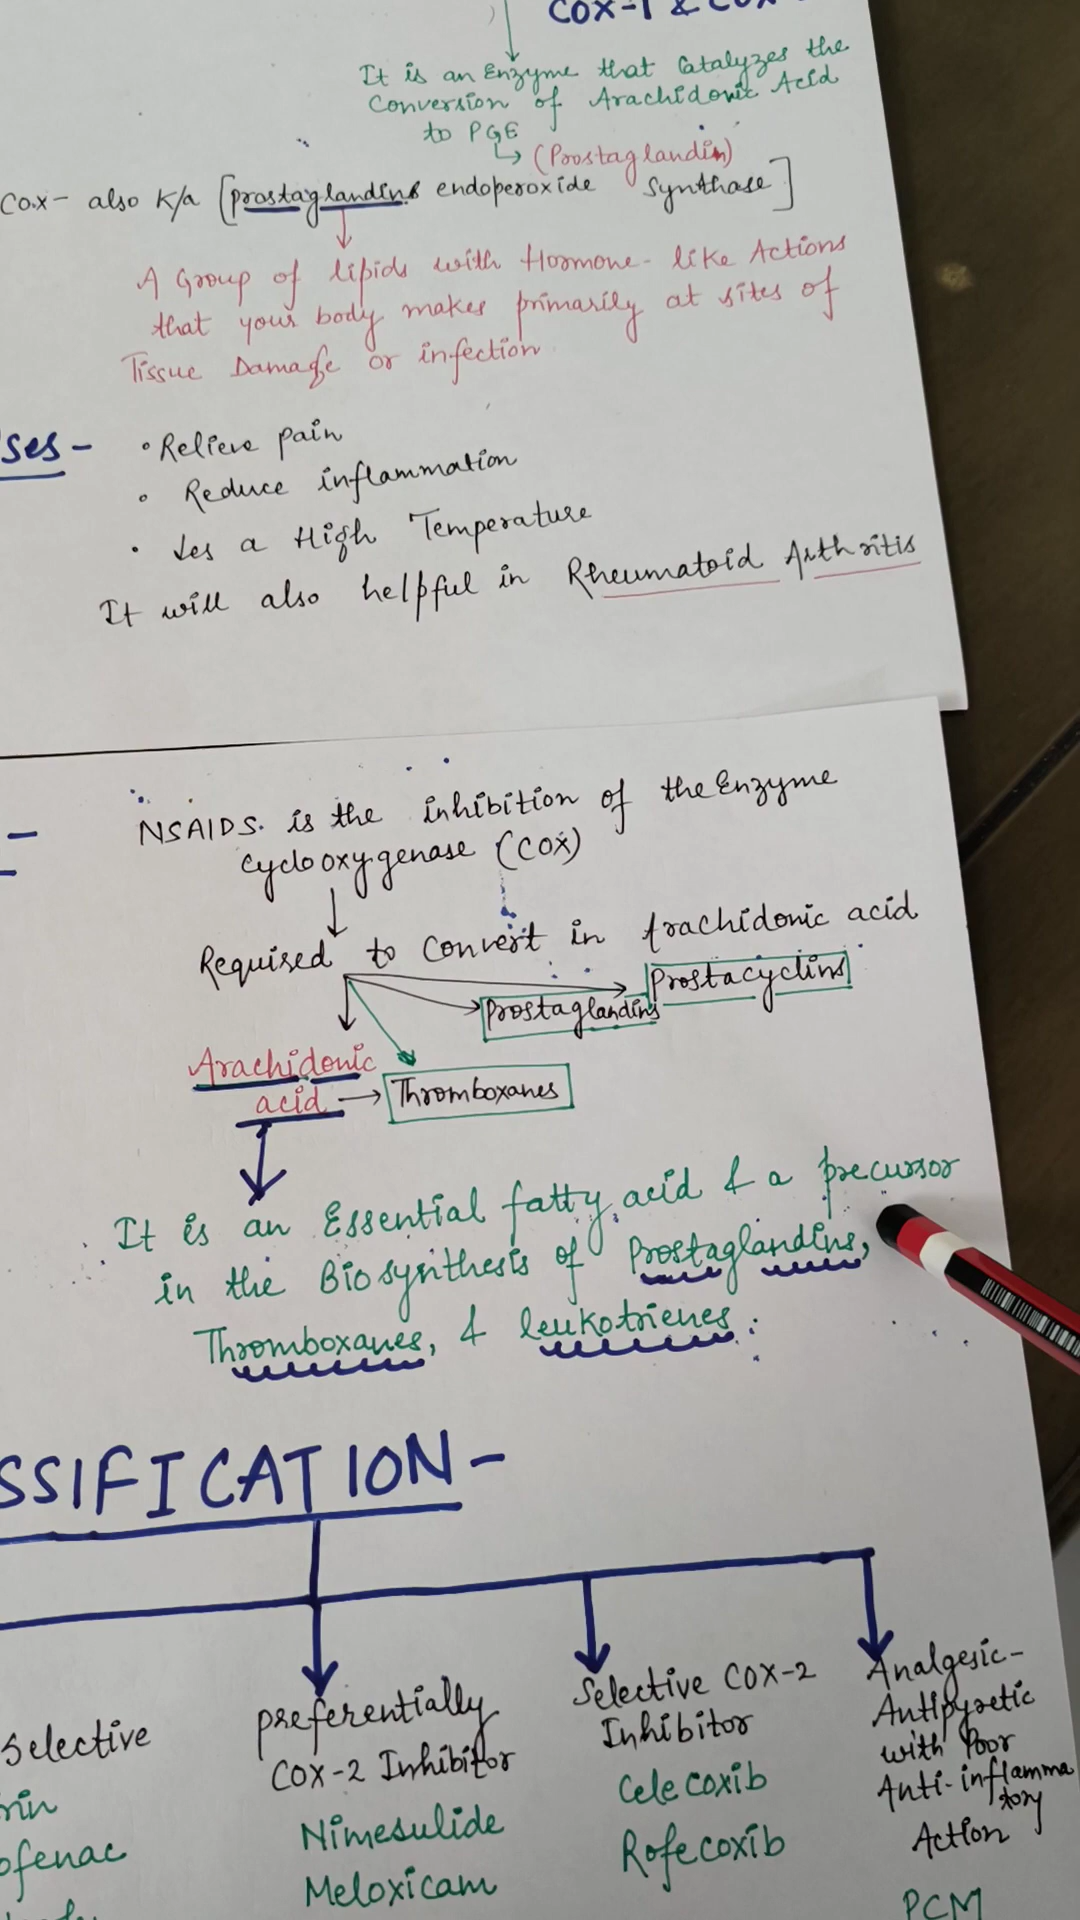 COX-1 & COX-
It is an Enzyme that Catalyzes the
Conversion of Arachidonic Acid
to PGE
↳ (Prostaglandin)
COX- also K/a [prostaglandins endoperoxide synthase]
A Group of lipids with Hormone-like Actions
that your body makes primarily at sites of
Tissue Damage or infection
ses-
• Relieve pain
• Reduce inflammation
• Les a High Temperature
It will also helpful in Rheumatoid Arthritis
- NSAIDS. is the inhibition of the Enzyme
cyclooxygenase (COX)
Required to convert in Arachidonic acid
Prostacyclins
Prostaglandins
Arachidonic
acid → Thromboxanes
It is an Essential fatty acid & a precursor
in the Biosynthesis of Prostaglandins,
Thromboxanes, & leukotrienes.
SSIFICATION-
selective
rin
ofenac
preferentially
COX-2 Inhibitor
Nimesulide
Meloxicam
Selective COX-2
Inhibitor
Celecoxib
Rofecoxib
Analgesic-
Antipyretic
with Poor
Anti-inflamma
tory
Action
PCM